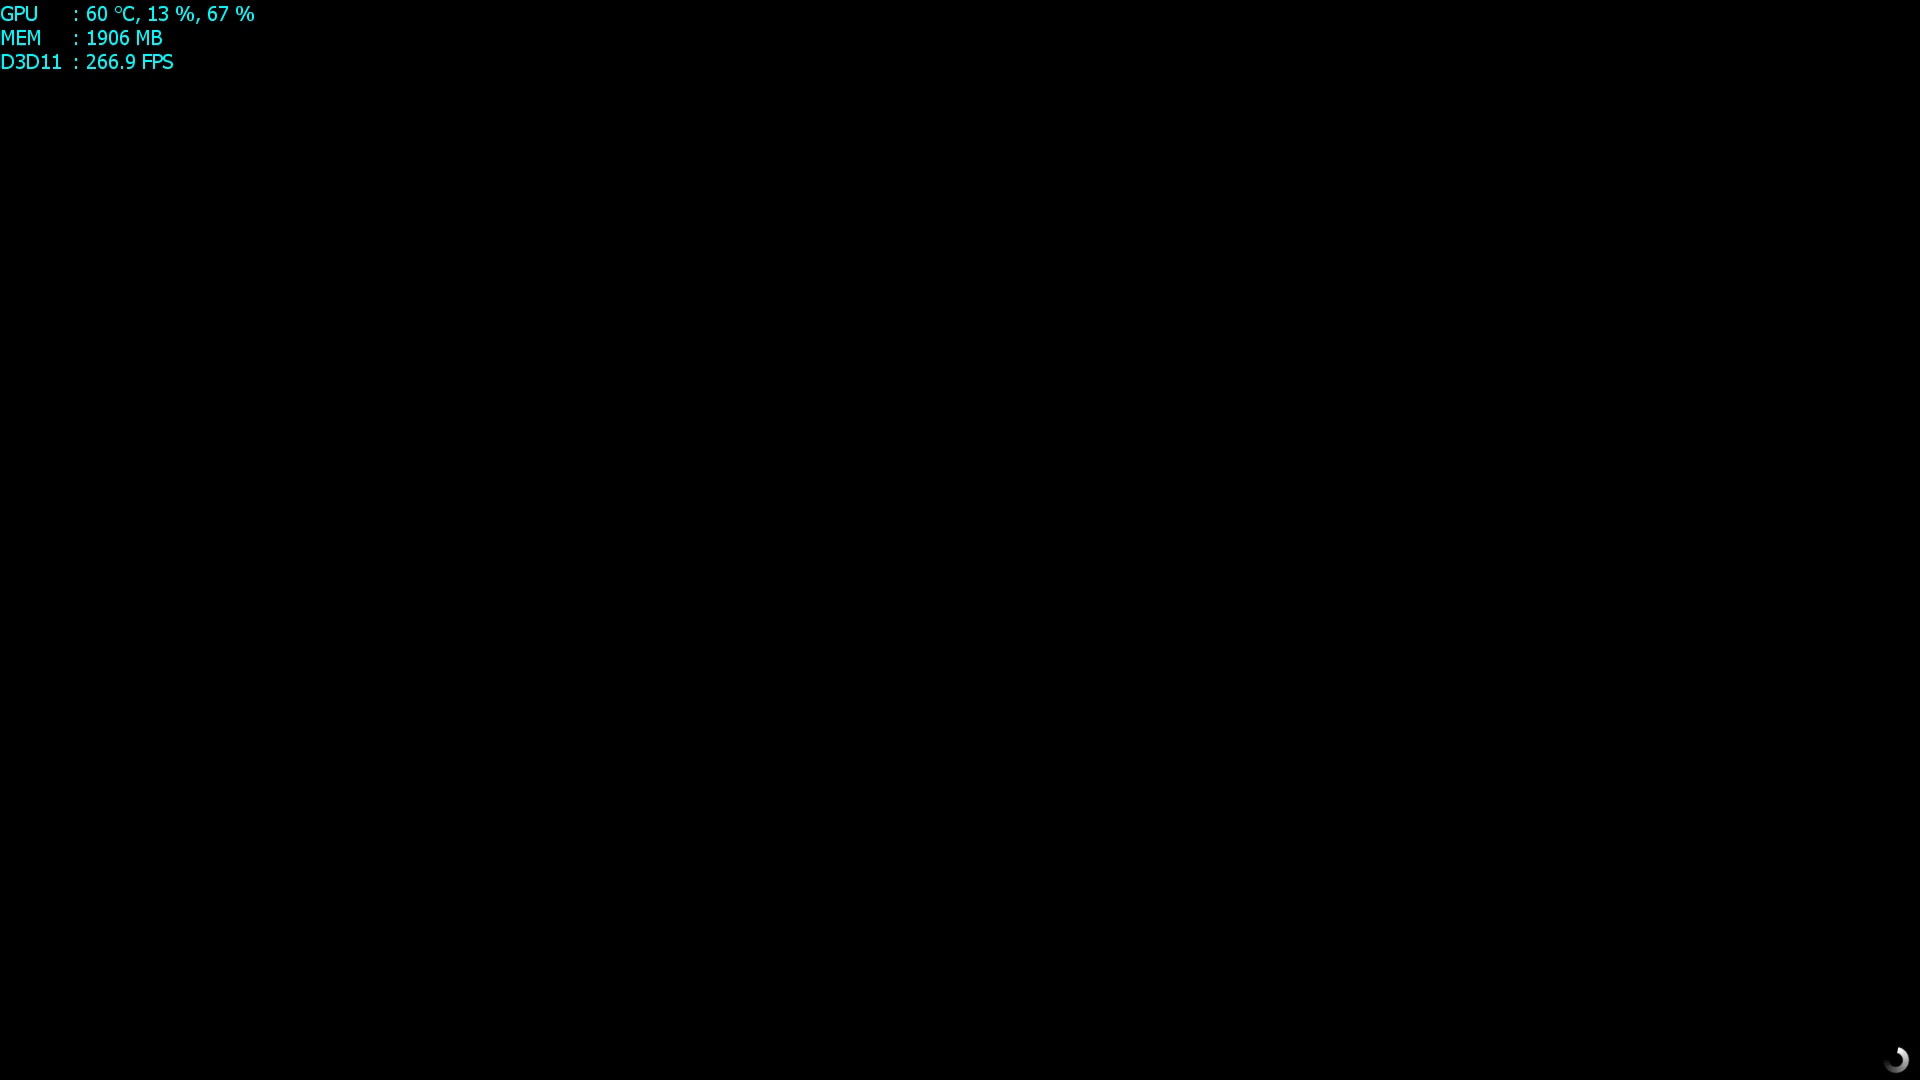 GPU : 60 °C, 13 %, 67 %
MEM : 1906 MB
D3D11 : 266.9 FPS